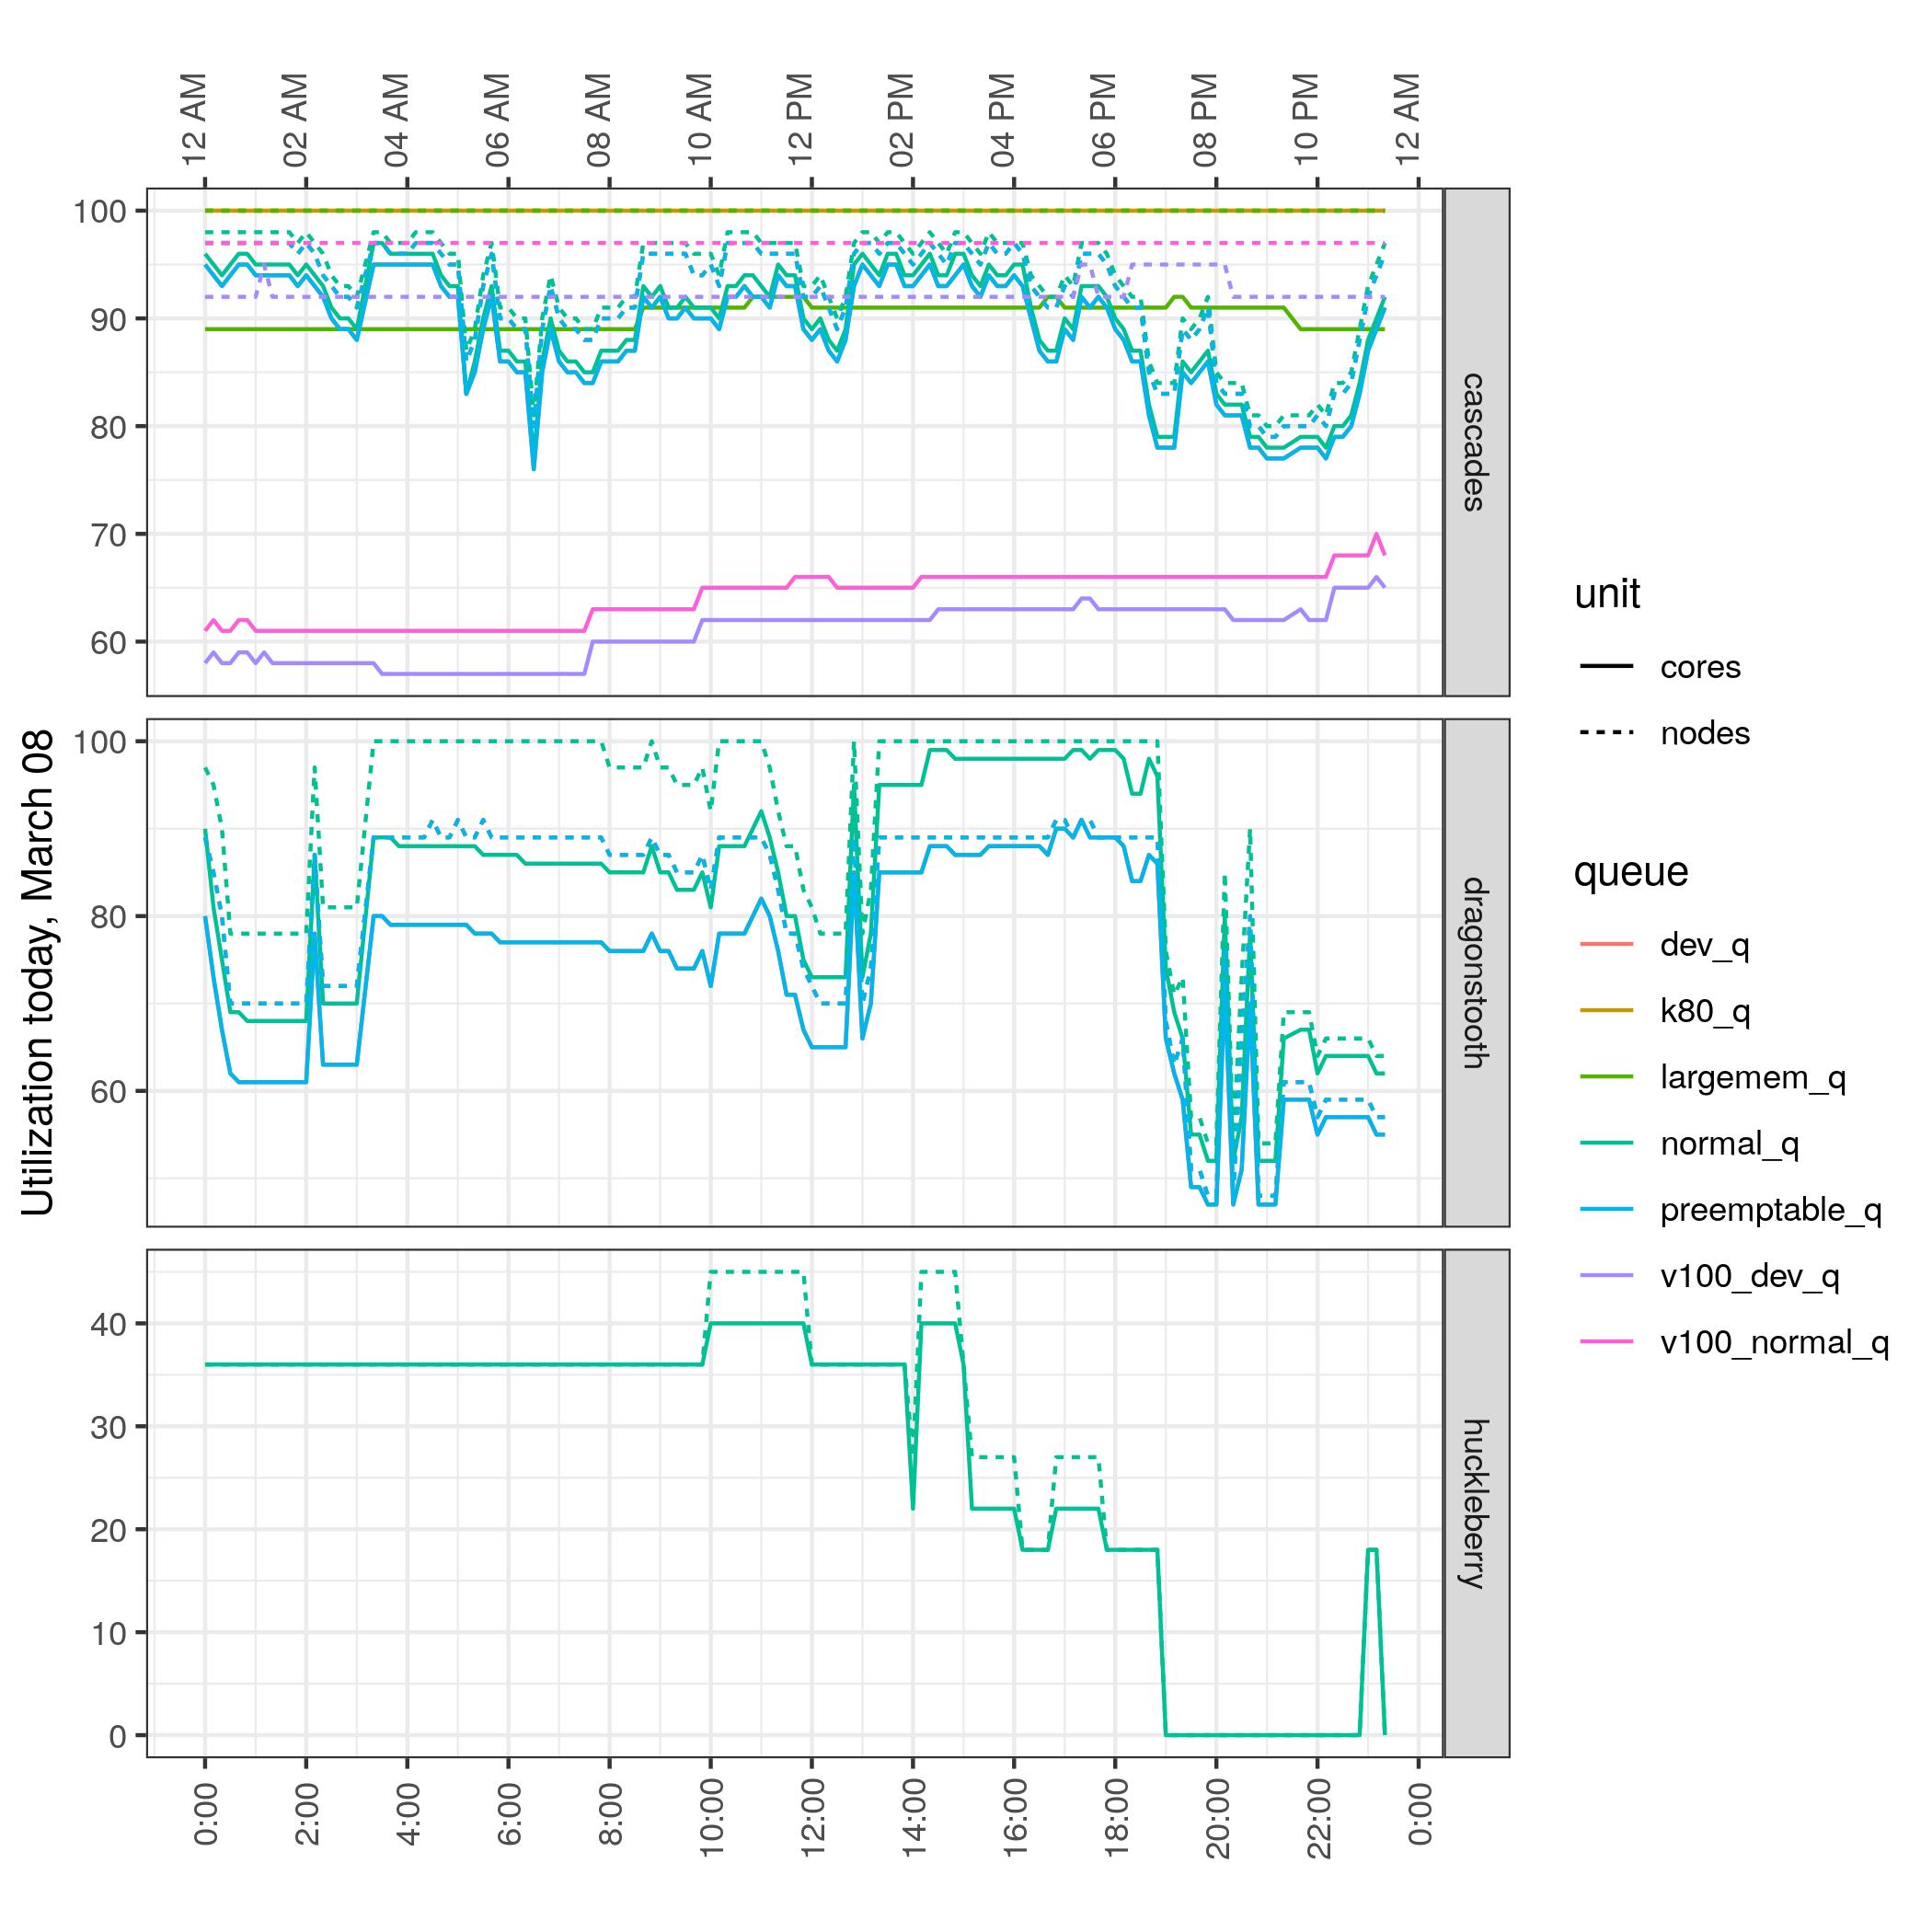 12 AM
02 AM
04 AM
06 AM
08 AM
10 AM
12 PM
02 PM
04 PM
06 PM
08 PM
10 PM
12 AM
Utilization today, March 08
100
90
80
70
60
cascades
100
80
60
dragonstooth
40
30
20
10
0
huckleberry
0:00
2:00
4:00
6:00
8:00
10:00
12:00
14:00
16:00
18:00
20:00
22:00
0:00
unit
cores
nodes
queue
dev_q
k80_q
largemem_q
normal_q
preemptable_q
v100_dev_q
v100_normal_q